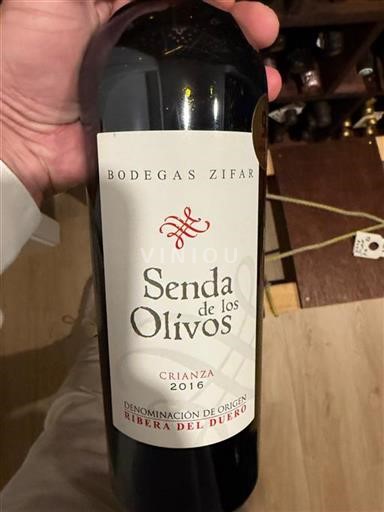 BODEGAS ZIFAR
VINIOU
Senda
de los
Olivos
CRIANZA
2016
DENOMINACIÓN DE ORIGEN
RIBERA DEL DUERO